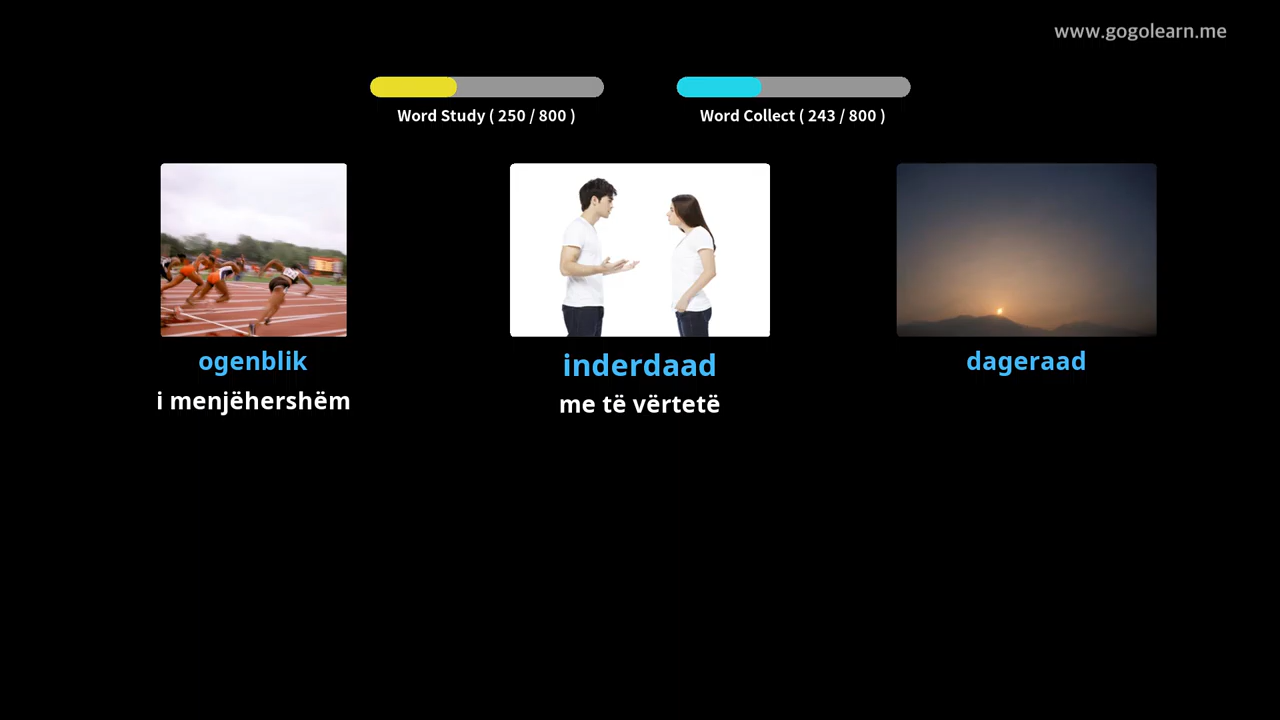 www.gogolearn.me
Word Study ( 250 / 800 )
Word Collect ( 243 / 800 )
ogenblik
inderdaad
dageraad
i menjëhershëm
me të vërtetë